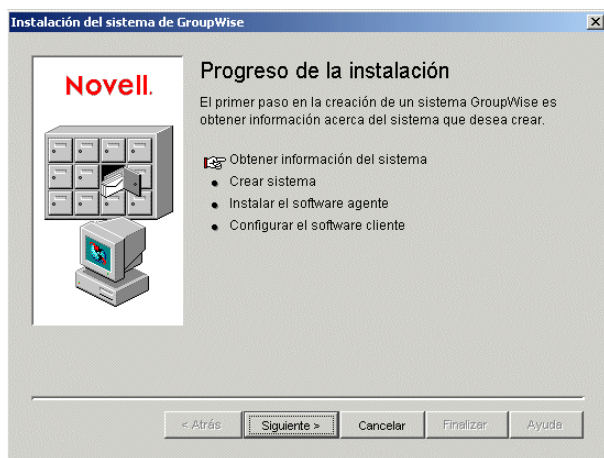 Instalación del sistema de GroupWise
Novell.
Progreso de la instalación
El primer paso en la creación de un sistema GroupWise es
obtener información acerca del sistema que desea crear.
Obtener información del sistema
• Crear sistema
• Instalar el software agente
• Configurar el software cliente
< Atrás
Siguiente >
Cancelar
Finalizar
Ayuda